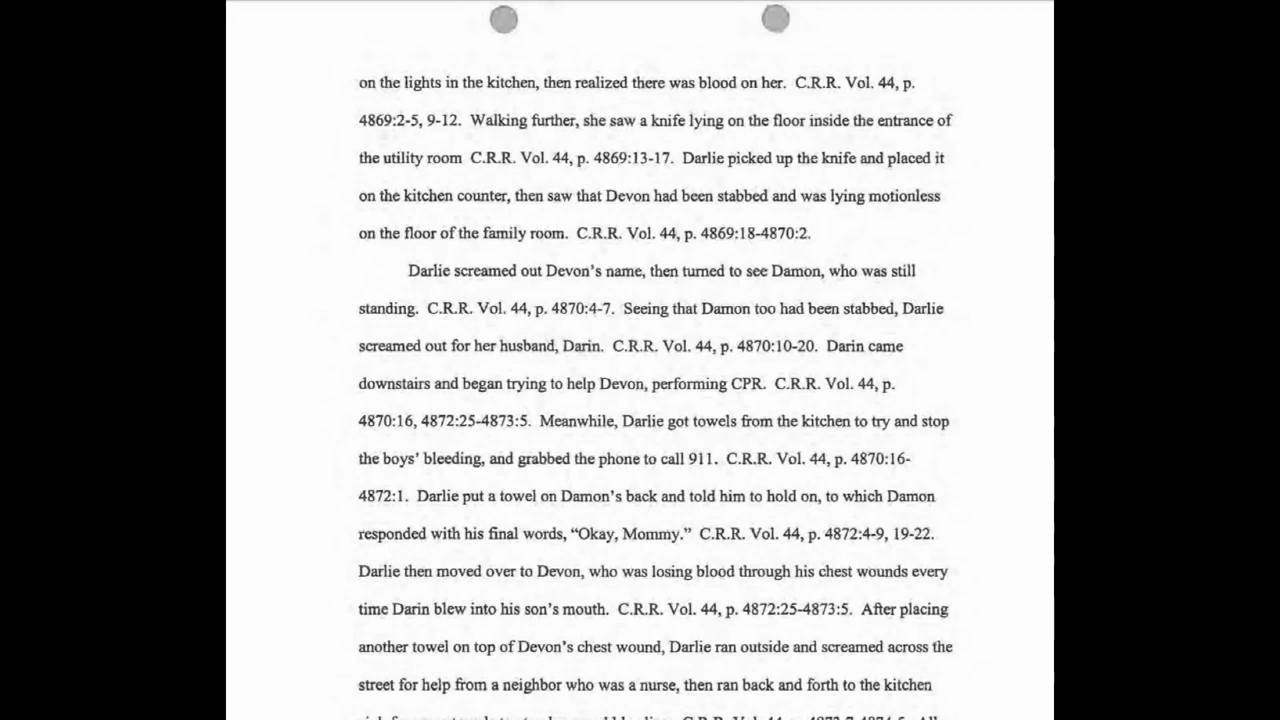 on the lights in the kitchen, then realized there was blood on her.  C.R.R. Vol. 44, p.
4869:2-5, 9-12.  Walking further, she saw a knife lying on the floor inside the entrance of
the utility room  C.R.R. Vol. 44, p. 4869:13-17.  Darlie picked up the knife and placed it
on the kitchen counter, then saw that Devon had been stabbed and was lying motionless
on the floor of the family room.  C.R.R. Vol. 44, p. 4869:18-4870:2.
Darlie screamed out Devon’s name, then turned to see Damon, who was still
standing.  C.R.R. Vol. 44, p. 4870:4-7.  Seeing that Damon too had been stabbed, Darlie
screamed out for her husband, Darin.  C.R.R. Vol. 44, p. 4870:10-20.  Darin came
downstairs and began trying to help Devon, performing CPR.  C.R.R. Vol. 44, p.
4870:16, 4872:25-4873:5.  Meanwhile, Darlie got towels from the kitchen to try and stop
the boys’ bleeding, and grabbed the phone to call 911.  C.R.R. Vol. 44, p. 4870:16-
4872:1.  Darlie put a towel on Damon’s back and told him to hold on, to which Damon
responded with his final words, “Okay, Mommy.”  C.R.R. Vol. 44, p. 4872:4-9, 19-22.
Darlie then moved over to Devon, who was losing blood through his chest wounds every
time Darin blew into his son’s mouth.  C.R.R. Vol. 44, p. 4872:25-4873:5.  After placing
another towel on top of Devon’s chest wound, Darlie ran outside and screamed across the
street for help from a neighbor who was a nurse, then ran back and forth to the kitchen